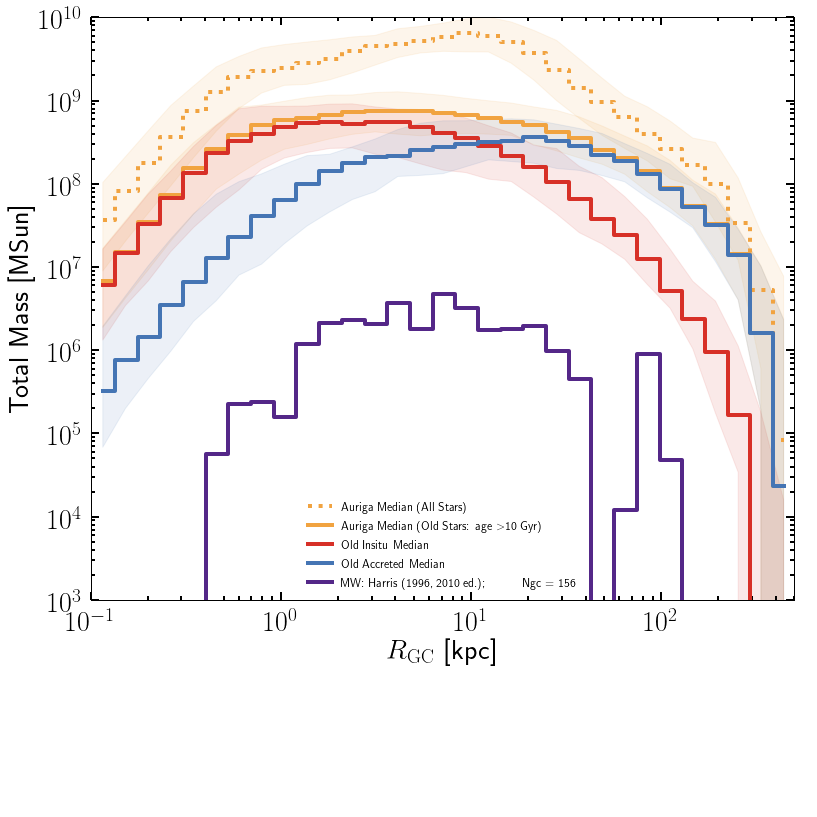 10^10
10^9
10^8
10^7
10^6
10^5
10^4
10^3
Total Mass [MSun]
Auriga Median (All Stars)
Auriga Median (Old Stars: age >10 Gyr)
Old Insitu Median
Old Accreted Median
MW: Harris (1996, 2010 ed.); Ngc = 156
10^−1 10^0 10^1 10^2
R_GC [kpc]